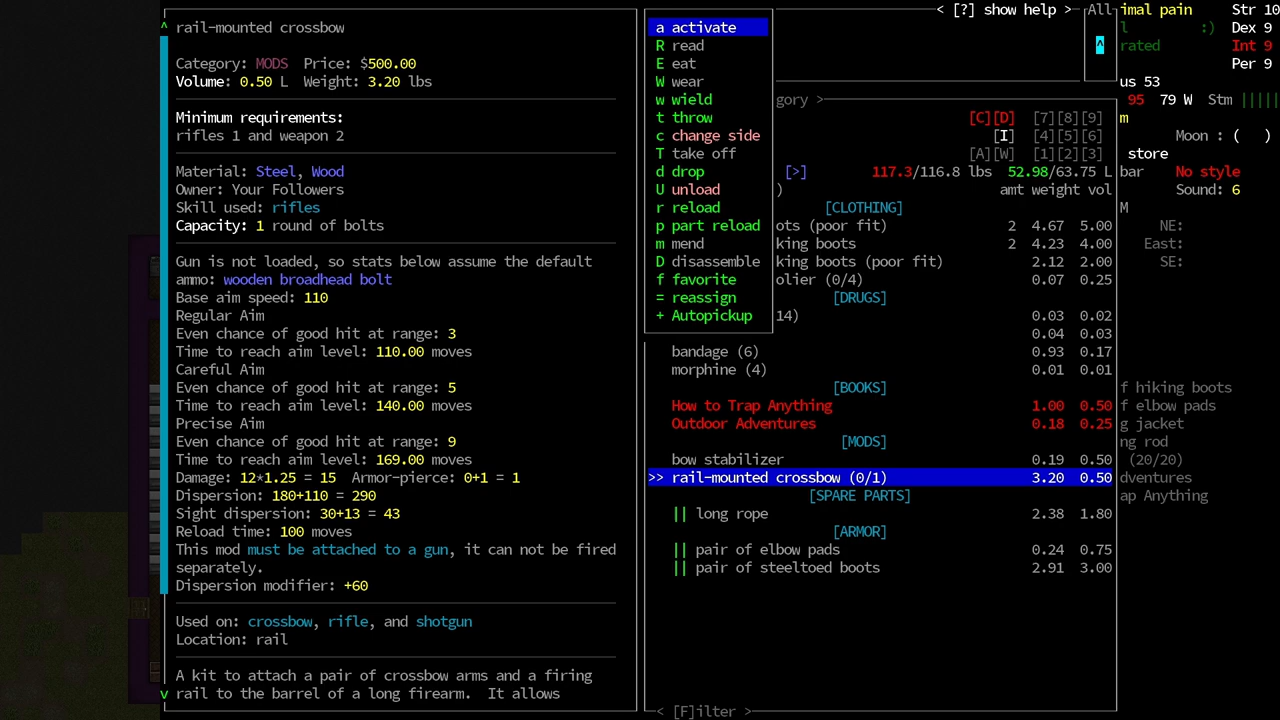 rail-mounted crossbow
Category: MODS  Price: $500.00
Volume: 0.50 L  Weight: 3.20 lbs
Minimum requirements:
rifles 1 and weapon 2
Material: Steel, Wood
Owner: Your Followers
Skill used: rifles
Capacity: 1 round of bolts
Gun is not loaded, so stats below assume the default
ammo: wooden broadhead bolt
Base aim speed: 110
Regular Aim
Even chance of good hit at range: 3
Time to reach aim level: 110.00 moves
Careful Aim
Even chance of good hit at range: 5
Time to reach aim level: 140.00 moves
Precise Aim
Even chance of good hit at range: 9
Time to reach aim level: 169.00 moves
Damage: 12*1.25 = 15  Armor-pierce: 0+1 = 1
Dispersion: 180+110 = 290
Sight dispersion: 30+13 = 43
Reload time: 100 moves
This mod must be attached to a gun, it can not be fired
separately.
Dispersion modifier: +60
Used on: crossbow, rifle, and shotgun
Location: rail
A kit to attach a pair of crossbow arms and a firing
rail to the barrel of a long firearm.  It allows
a activate
R read
E eat
W wear
w wield
t throw
c change side
T take off
d drop
U unload
r reload
p part reload
m mend
D disassemble
f favorite
= reassign
+ Autopickup
< [?] show help >
All
^
gory >
[C][D]  [7][8][9]
[I]  [4][5][6]
[A][W]  [1][2][3]
[>]  117.3/116.8 lbs  52.98/63.75 L
)  amt weight vol
[CLOTHING]
ots (poor fit)  2  4.67  5.00
king boots  2  4.23  4.00
king boots (poor fit)  2.12  2.00
olier (0/4)  0.07  0.25
[DRUGS]
14)  0.03  0.02
0.04  0.03
bandage (6)  0.93  0.17
morphine (4)  0.01  0.01
[BOOKS]
How to Trap Anything  1.00  0.50
Outdoor Adventures  0.18  0.25
[MODS]
bow stabilizer  0.19  0.50
>> rail-mounted crossbow (0/1)  3.20  0.50
[SPARE PARTS]
|| long rope  2.38  1.80
[ARMOR]
|| pair of elbow pads  0.24  0.75
|| pair of steeltoed boots  2.91  3.00
< [F]ilter >
imal pain  Str 10
l  :)  Dex 9
rated  Int 9
Per 9
us 53
95  79 W  Stm  |||||
m
Moon : (   )
store
bar  No style
Sound: 6
M
NE:
East:
SE:
f hiking boots
f elbow pads
g jacket
ng rod
(20/20)
dventures
ap Anything